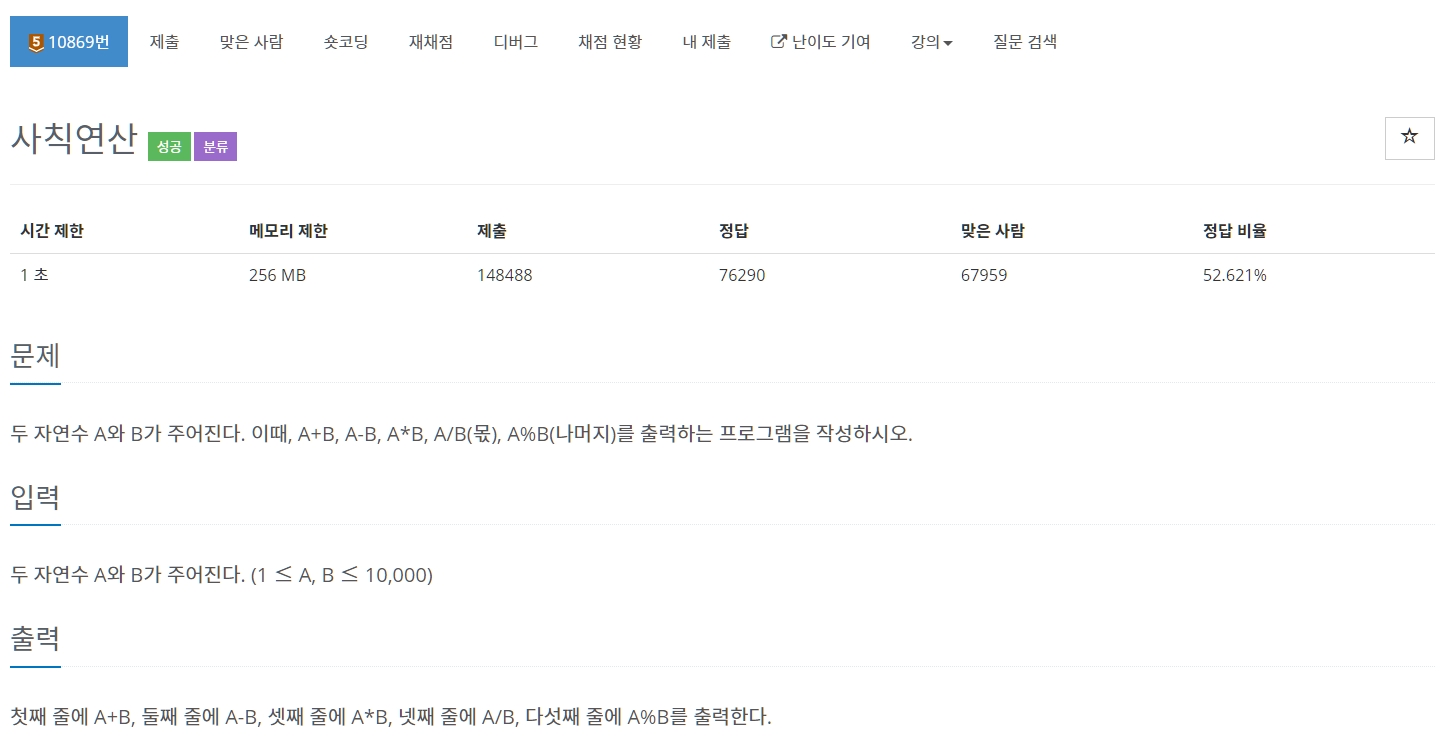 5 10869번 제출 맞은 사람 숏코딩 재채점 디버그 채점 현황 내 제출 난이도 기여 강의 질문 검색
사칙연산 성공 분류
시간 제한 메모리 제한 제출 정답 맞은 사람 정답 비율
1 초 256 MB 148488 76290 67959 52.621%
문제
두 자연수 A와 B가 주어진다. 이때, A+B, A-B, A*B, A/B(몫), A%B(나머지)를 출력하는 프로그램을 작성하시오.
입력
두 자연수 A와 B가 주어진다. (1 ≤ A, B ≤ 10,000)
출력
첫째 줄에 A+B, 둘째 줄에 A-B, 셋째 줄에 A*B, 넷째 줄에 A/B, 다섯째 줄에 A%B를 출력한다.